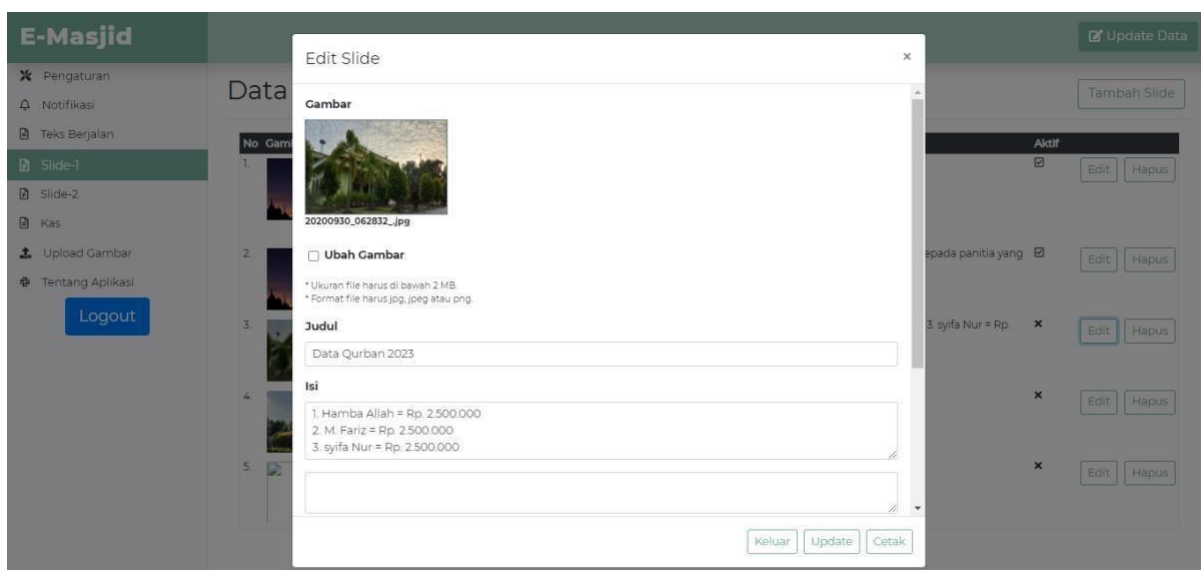 E-Masjid
Update Data
Pengaturan
Notifikasi
Teks Berjalan
Slide-1
Slide-2
Kas
Upload Gambar
Tentang Aplikasi
Logout
Data
Tambah Slide
No Gam
Aktif
1.
Edit Hapus
2.
epada panitia yang
Edit Hapus
3.
3. syifa Nur = Rp.
Edit Hapus
4.
Edit Hapus
5.
Edit Hapus
Edit Slide
×
Gambar
20200930_062832_.jpg
Ubah Gambar
* Ukuran file harus di bawah 2 MB.
* Format file harus jpg, jpeg atau png.
Judul
Data Qurban 2023
Isi
1. Hamba Allah = Rp. 2.500.000
2. M. Fariz = Rp. 2.500.000
3. syifa Nur = Rp. 2.500.000
Keluar Update Cetak